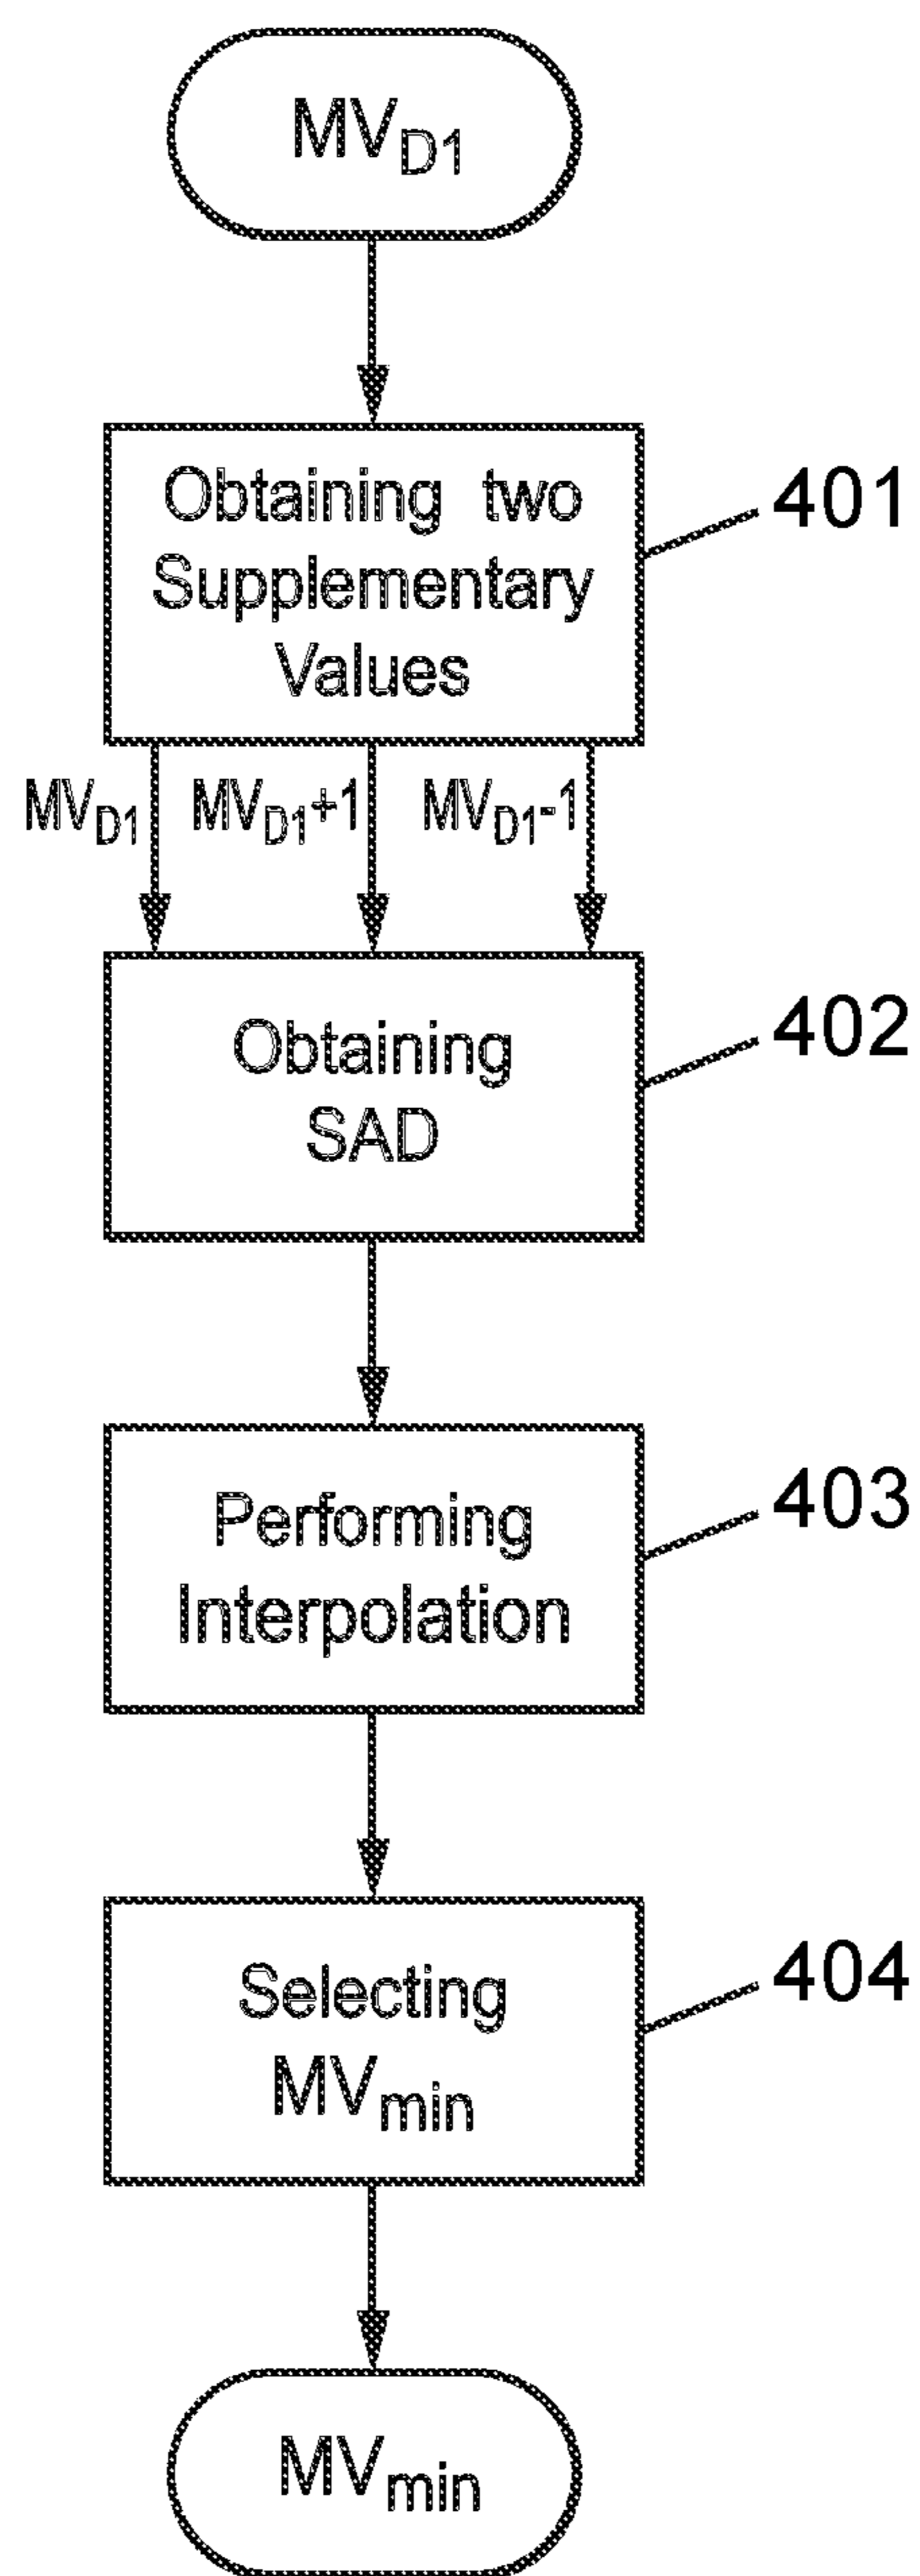 MVD1
Obtaining two
Supplementary
Values
401
MVD1 MVD1+1 MVD1-1
Obtaining
SAD
402
Performing
Interpolation
403
Selecting
MVmin
404
MVmin